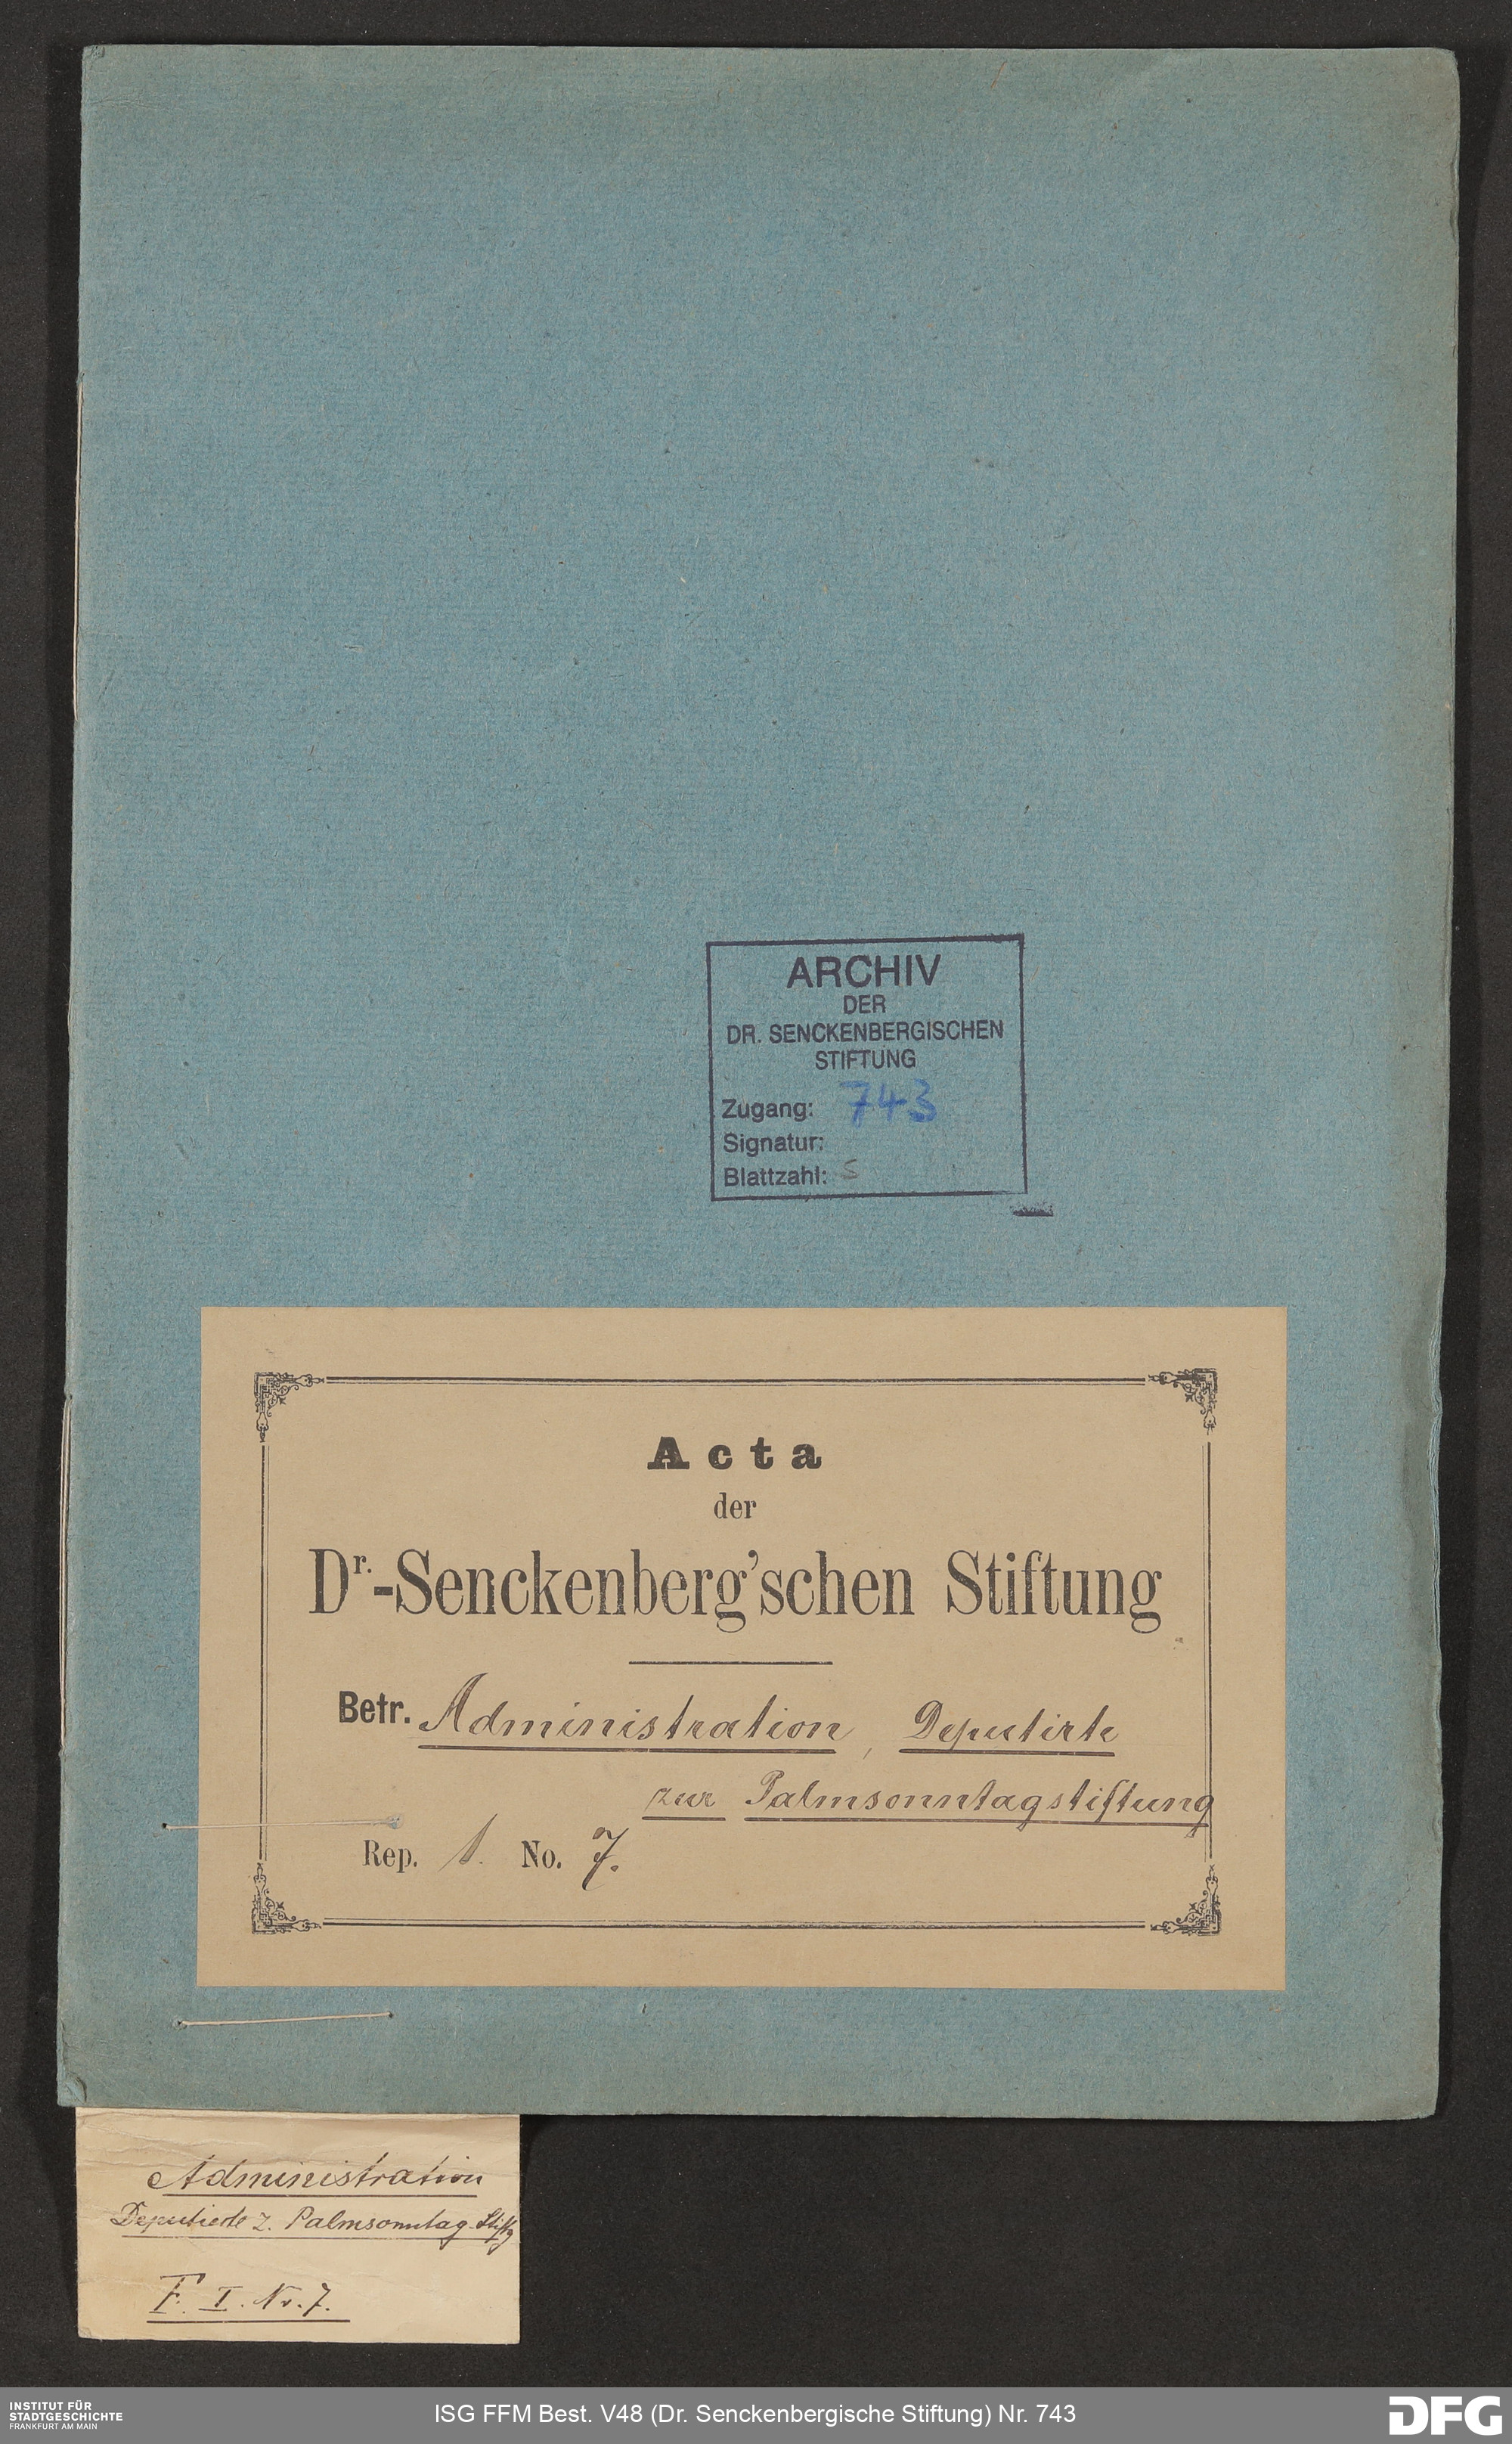 ARCHIV
DER
DR. SENCKENBERGISCHEN
STIFTUNG
Zugang: 743
Signatur:
Blattzahl: 5
Acta
der
Dr.-Senckenberg'schen Stiftung
Betr. Administration, Deputirte
zur Palmsonntagstiftung
Rep. 1. No. 7.
Administration
Deputierte z. Palmsonntag-Stiftg
F. I. Nr. 7.
INSTITUT FÜR
STADTGESCHICHTE
FRANKFURT AM MAIN
ISG FFM Best. V48 (Dr. Senckenbergische Stiftung) Nr. 743
DFG